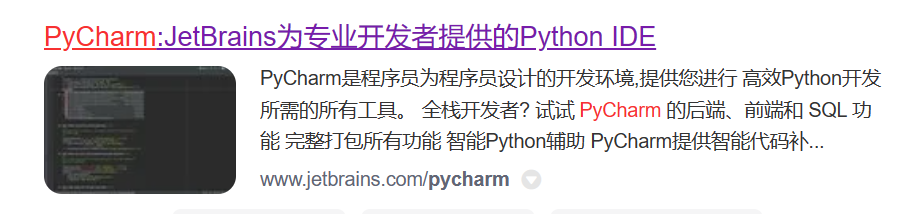 PyCharm:JetBrains为专业开发者提供的Python IDE
PyCharm是程序员为程序员设计的开发环境,提供您进行 高效Python开发
所需的所有工具。 全栈开发者? 试试 PyCharm 的后端、前端和 SQL 功
能 完整打包所有功能 智能Python辅助 PyCharm提供智能代码补...
www.jetbrains.com/pycharm